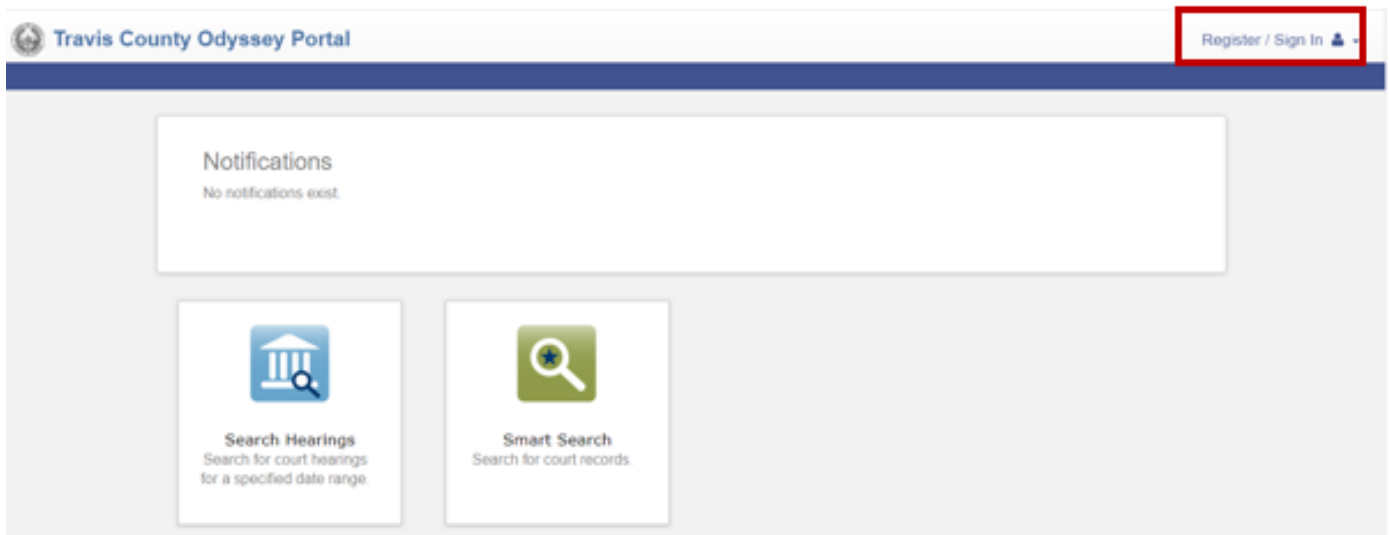 Travis County Odyssey Portal
Register / Sign In
Notifications
No notifications exist.
Search Hearings
Search for court hearings
for a specified date range.
Smart Search
Search for court records.